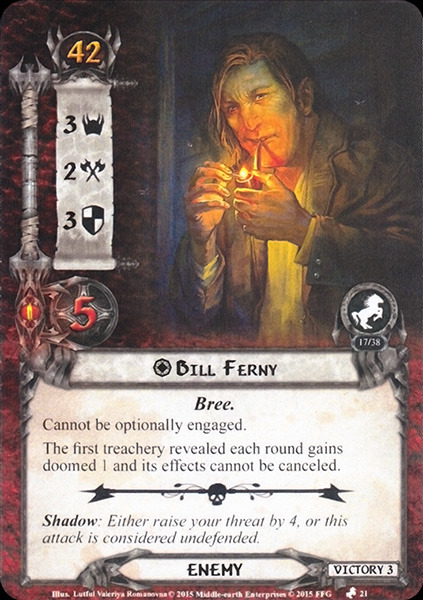 42
3
2
3
5
17/38
Bill Ferny
Bree.
Cannot be optionally engaged.
The first treachery revealed each round gains
doomed 1 and its effects cannot be canceled.
Shadow: Either raise your threat by 4, or this
attack is considered undefended.
ENEMY
VICTORY 3
Illus. Lutful Valeriya Romanovna © 2015 Middle-earth Enterprises © 2015 FFG
21